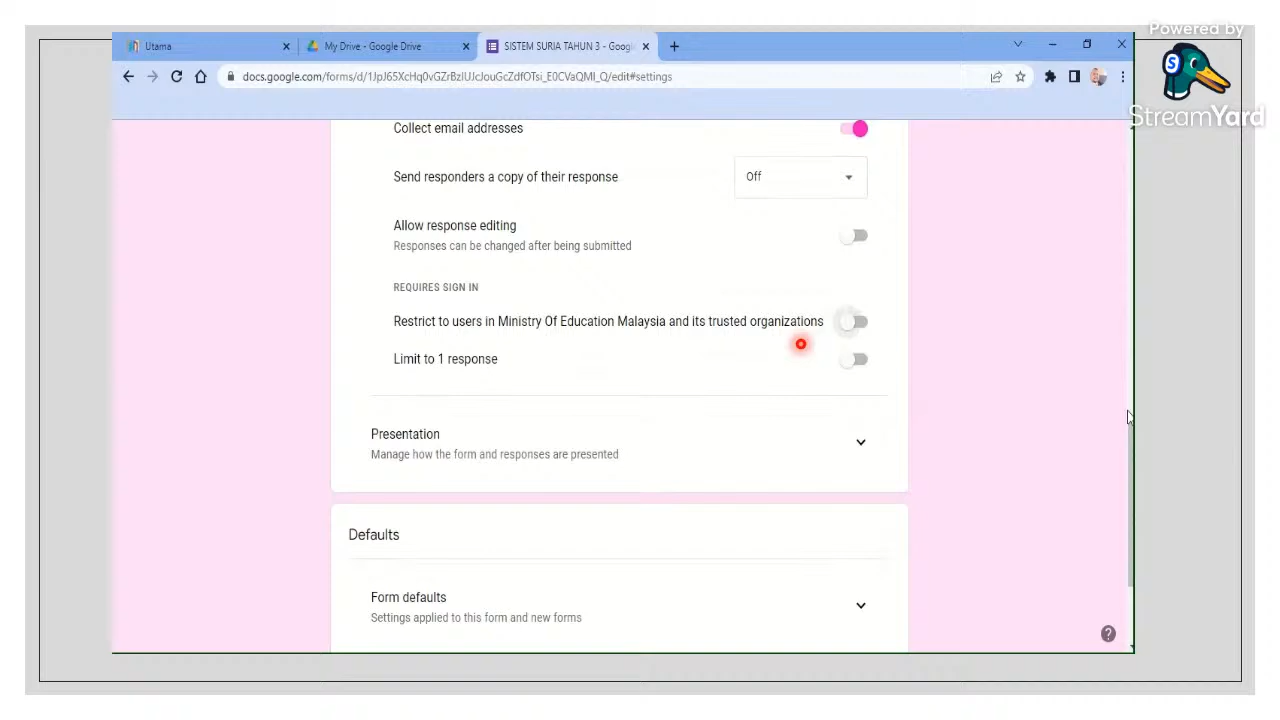 Powered by
StreamYard
Utama
My Drive - Google Drive
SISTEM SURIA TAHUN 3 - Googl
docs.google.com/forms/d/1JpJ65XcHq0vGZrBzlUJcJouGcZdfOTsi_E0CVaQMI_Q/edit#settings
Collect email addresses
Send responders a copy of their response
Off
Allow response editing
Responses can be changed after being submitted
REQUIRES SIGN IN
Restrict to users in Ministry Of Education Malaysia and its trusted organizations
Limit to 1 response
Presentation
Manage how the form and responses are presented
Defaults
Form defaults
Settings applied to this form and new forms